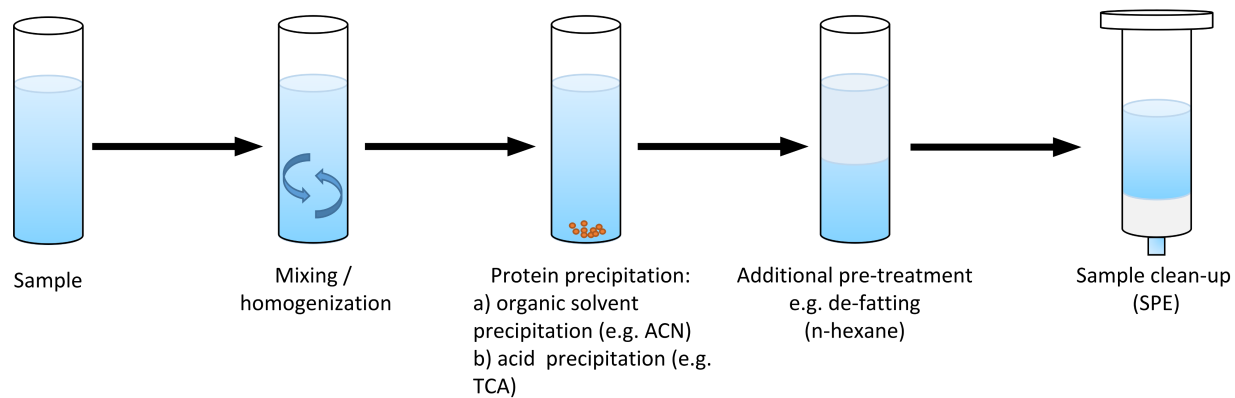 Sample
Mixing /
homogenization
Protein precipitation:
a) organic solvent
precipitation (e.g. ACN)
b) acid  precipitation (e.g.
TCA)
Additional pre-treatment
e.g. de-fatting
(n-hexane)
Sample clean-up
(SPE)